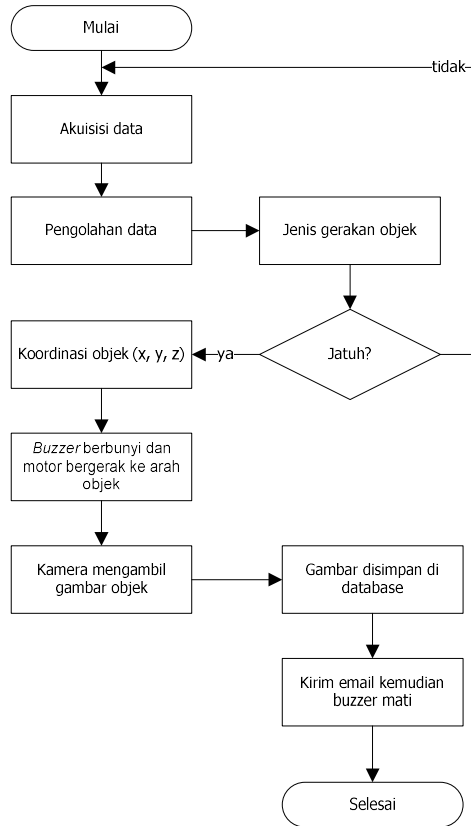 Mulai
tidak
Akuisisi data
Pengolahan data
Jenis gerakan objek
Koordinasi objek (x, y, z)
ya
Jatuh?
Buzzer berbunyi dan
motor bergerak ke arah
objek
Kamera mengambil
gambar objek
Gambar disimpan di
database
Kirim email kemudian
buzzer mati
Selesai